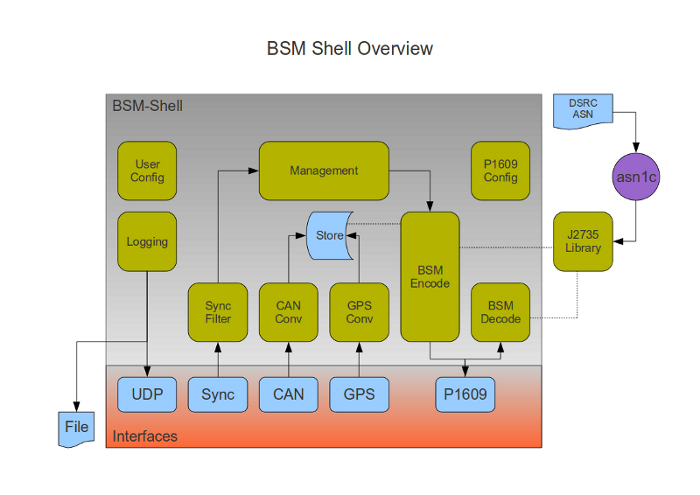 BSM Shell Overview
BSM-Shell
DSRC
ASN
User
Config
Management
P1609
Config
asn1c
Logging
Store
BSM
Encode
J2735
Library
Sync
Filter
CAN
Conv
GPS
Conv
BSM
Decode
UDP
Sync
CAN
GPS
P1609
File
Interfaces